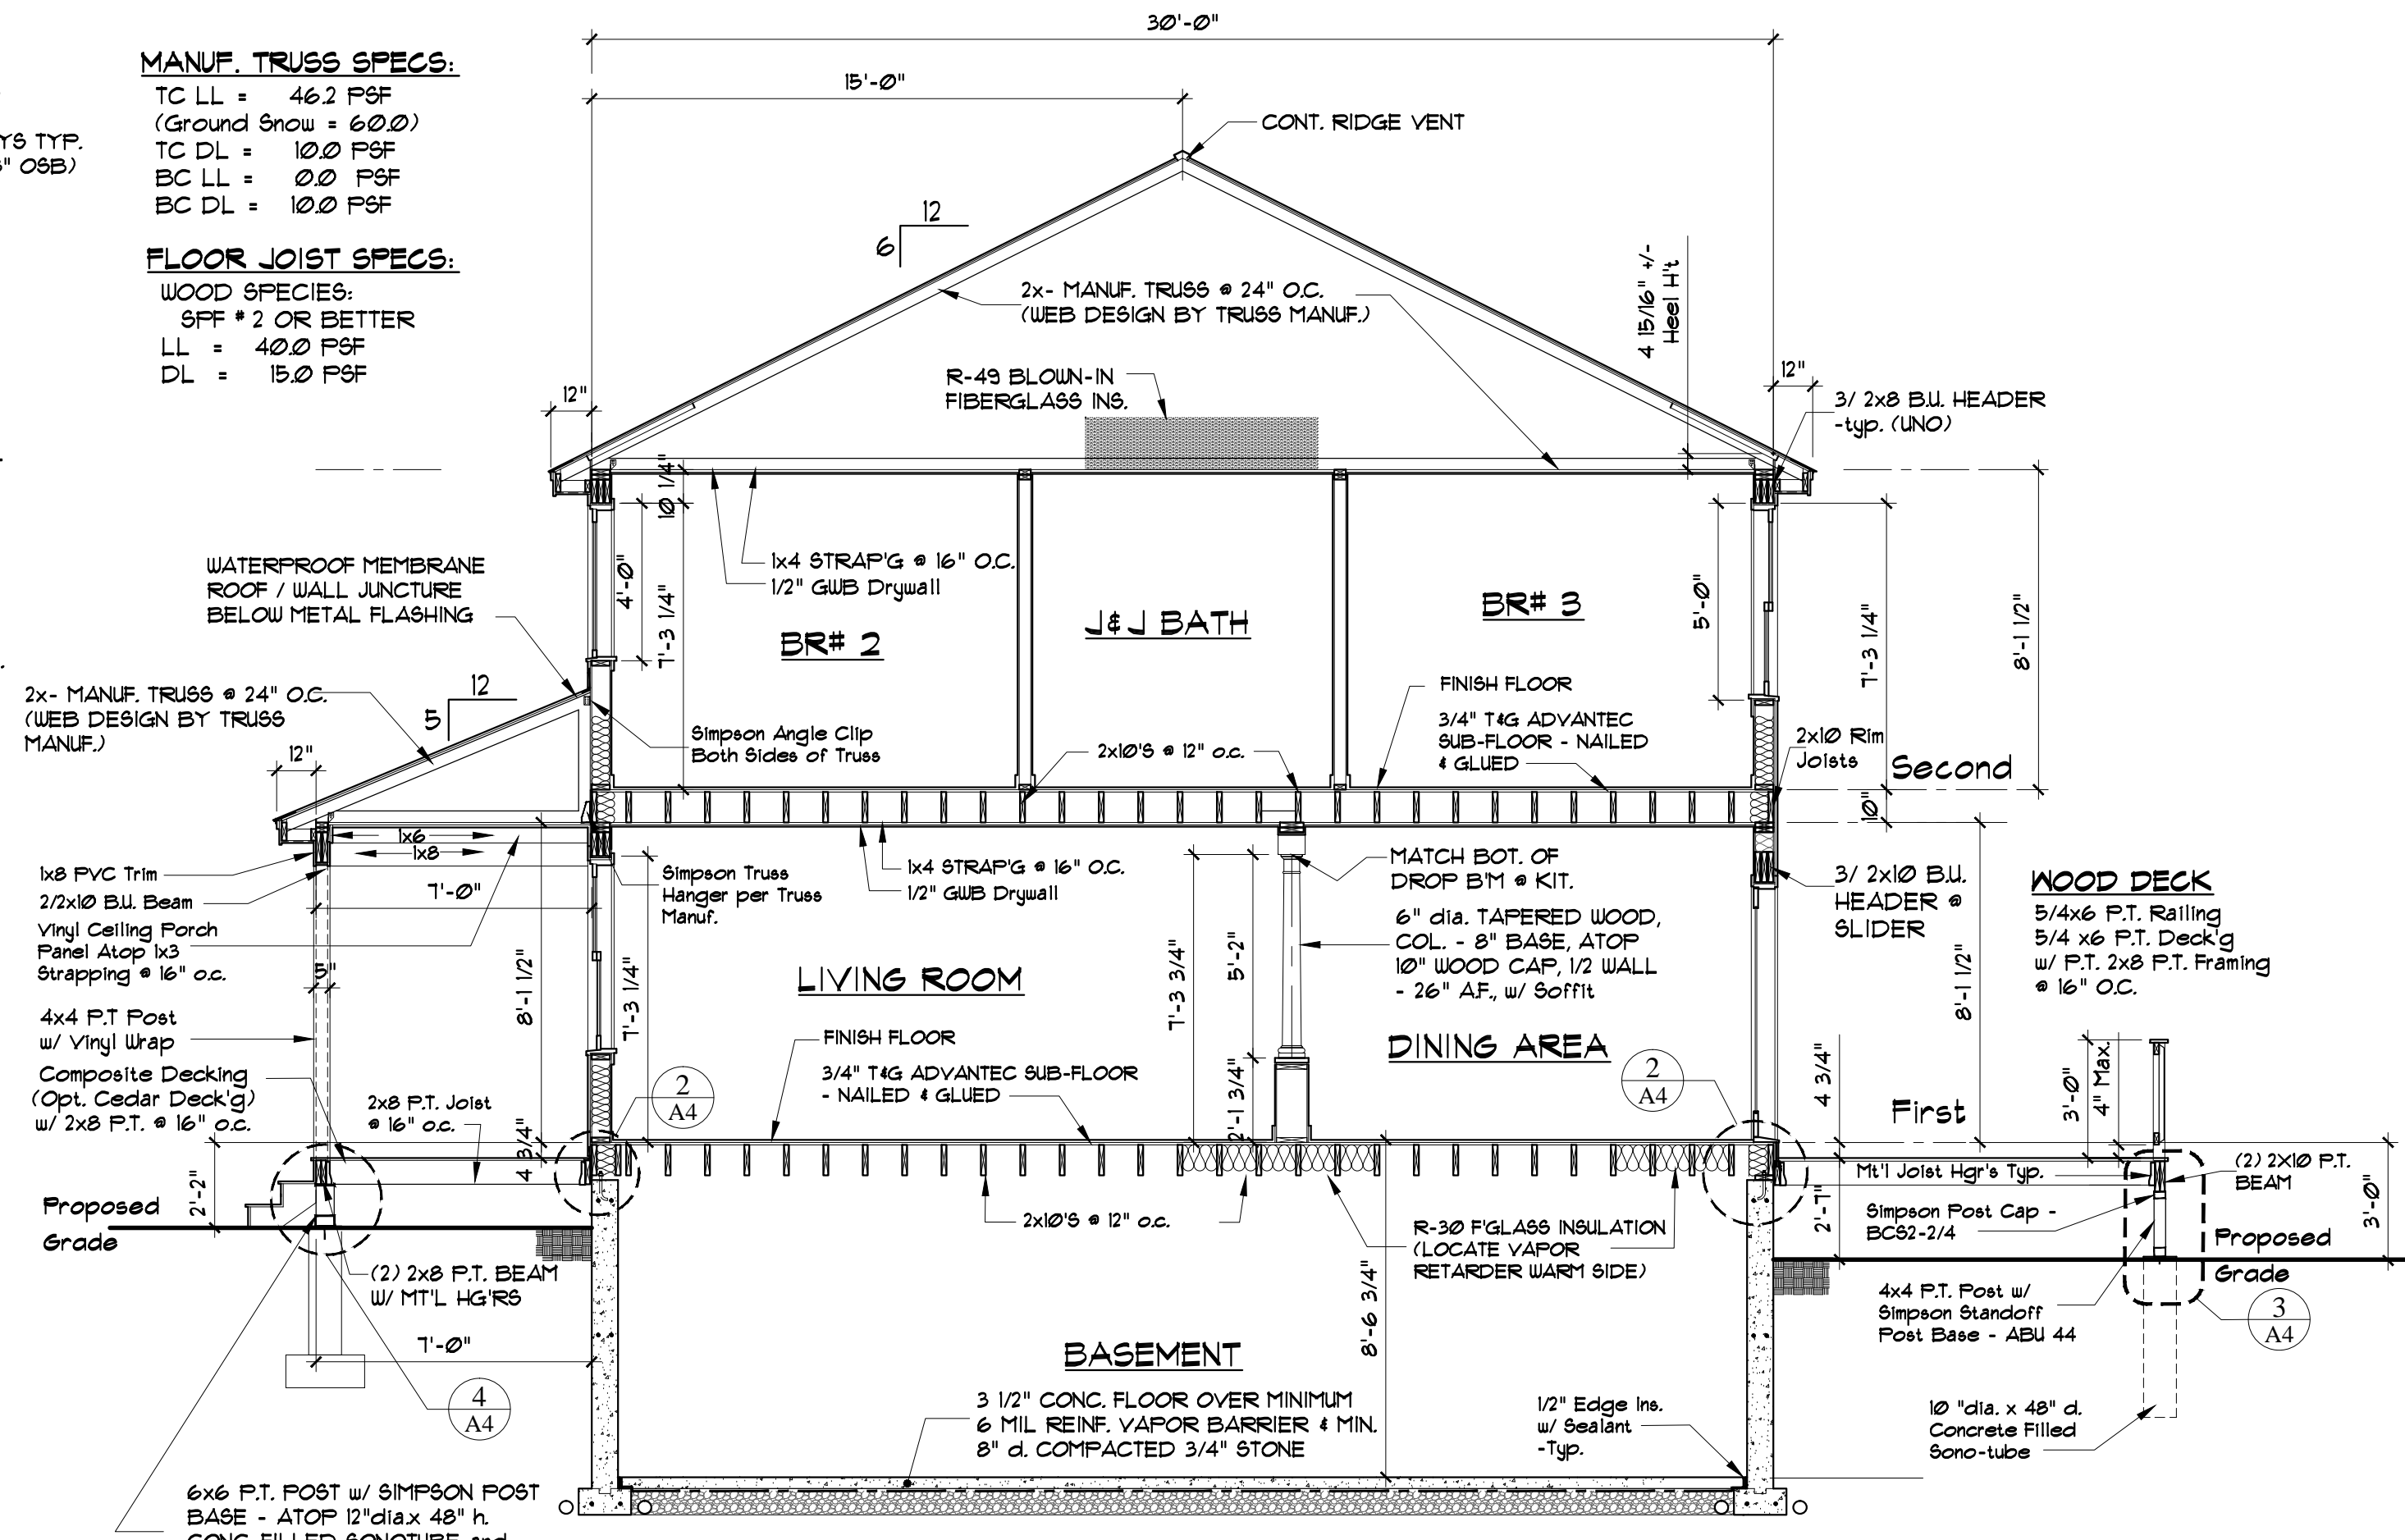 30'-0"
MANUF. TRUSS SPECS:
TC LL = 46.2 PSF
(Ground Snow = 60.0)
TC DL = 10.0 PSF
BC LL = 0.0 PSF
BC DL = 10.0 PSF
YS TYP.
" OSB)
FLOOR JOIST SPECS:
WOOD SPECIES:
SPF # 2 OR BETTER
LL = 40.0 PSF
DL = 15.0 PSF
15'-0"
CONT. RIDGE VENT
12
6
2x- MANUF. TRUSS @ 24" O.C.
(WEB DESIGN BY TRUSS MANUF.)
4 15/16" +/-
Heel H't
R-49 BLOWN-IN
FIBERGLASS INS.
12"
12"
3/ 2x8 B.U. HEADER
-typ. (UNO)
10 1/4"
4'-0"
7'-3 1/4"
1x4 STRAP'G @ 16" O.C.
1/2" GWB Drywall
BR# 2
J&J BATH
BR# 3
5'-0"
7'-3 1/4"
8'-1 1/2"
WATERPROOF MEMBRANE
ROOF / WALL JUNCTURE
BELOW METAL FLASHING
2x- MANUF. TRUSS @ 24" O.C.
(WEB DESIGN BY TRUSS
MANUF.)
12
5
12"
Simpson Angle Clip
Both Sides of Truss
2x10'S @ 12" o.c.
FINISH FLOOR
3/4" T&G ADVANTEC
SUB-FLOOR - NAILED
& GLUED
2x10 Rim
Joists
Second
10"
1x6
1x8
1x8 PVC Trim
2/2x10 B.U. Beam
Vinyl Ceiling Porch
Panel Atop 1x3
Strapping @ 16" o.c.
7'-0"
5"
Simpson Truss
Hanger per Truss
Manuf.
1x4 STRAP'G @ 16" O.C.
1/2" GWB Drywall
MATCH BOT. OF
DROP B'M @ KIT.
6" dia. TAPERED WOOD,
COL. - 8" BASE, ATOP
10" WOOD CAP, 1/2 WALL
- 26" A.F., w/ Soffit
3/ 2x10 B.U.
HEADER @
SLIDER
WOOD DECK
5/4x6 P.T. Railing
5/4 x6 P.T. Deck'g
w/ P.T. 2x8 P.T. Framing
@ 16" O.C.
8'-1 1/2"
7'-3 1/4"
LIVING ROOM
7'-3 3/4"
5'-2"
2'-1 3/4"
DINING AREA
8'-1 1/2"
4x4 P.T Post
w/ Vinyl Wrap
Composite Decking
(Opt. Cedar Deck'g)
w/ 2x8 P.T. @ 16" o.c.
2x8 P.T. Joist
@ 16" o.c.
4 3/4"
FINISH FLOOR
3/4" T&G ADVANTEC SUB-FLOOR
- NAILED & GLUED
2
A4
2
A4
4 3/4"
First
3'-0"
4" Max.
2'-2"
Proposed
Grade
2x10'S @ 12" o.c.
R-30 F'GLASS INSULATION
(LOCATE VAPOR
RETARDER WARM SIDE)
2'-7"
Mt'l Joist Hgr's Typ.
(2) 2X10 P.T.
BEAM
Simpson Post Cap -
BCS2-2/4
3'-0"
Proposed
Grade
(2) 2x8 P.T. BEAM
W/ MT'L HG'RS
4x4 P.T. Post w/
Simpson Standoff
Post Base - ABU 44
3
A4
7'-0"
8'-6 3/4"
4
A4
BASEMENT
3 1/2" CONC. FLOOR OVER MINIMUM
6 MIL REINF. VAPOR BARRIER & MIN.
8" d. COMPACTED 3/4" STONE
1/2" Edge Ins.
w/ Sealant
-Typ.
10 "dia. x 48" d.
Concrete Filled
Sono-tube
6x6 P.T. POST w/ SIMPSON POST
BASE - ATOP 12"dia.x 48" h.
CONC. FILLED SONOTUBE and